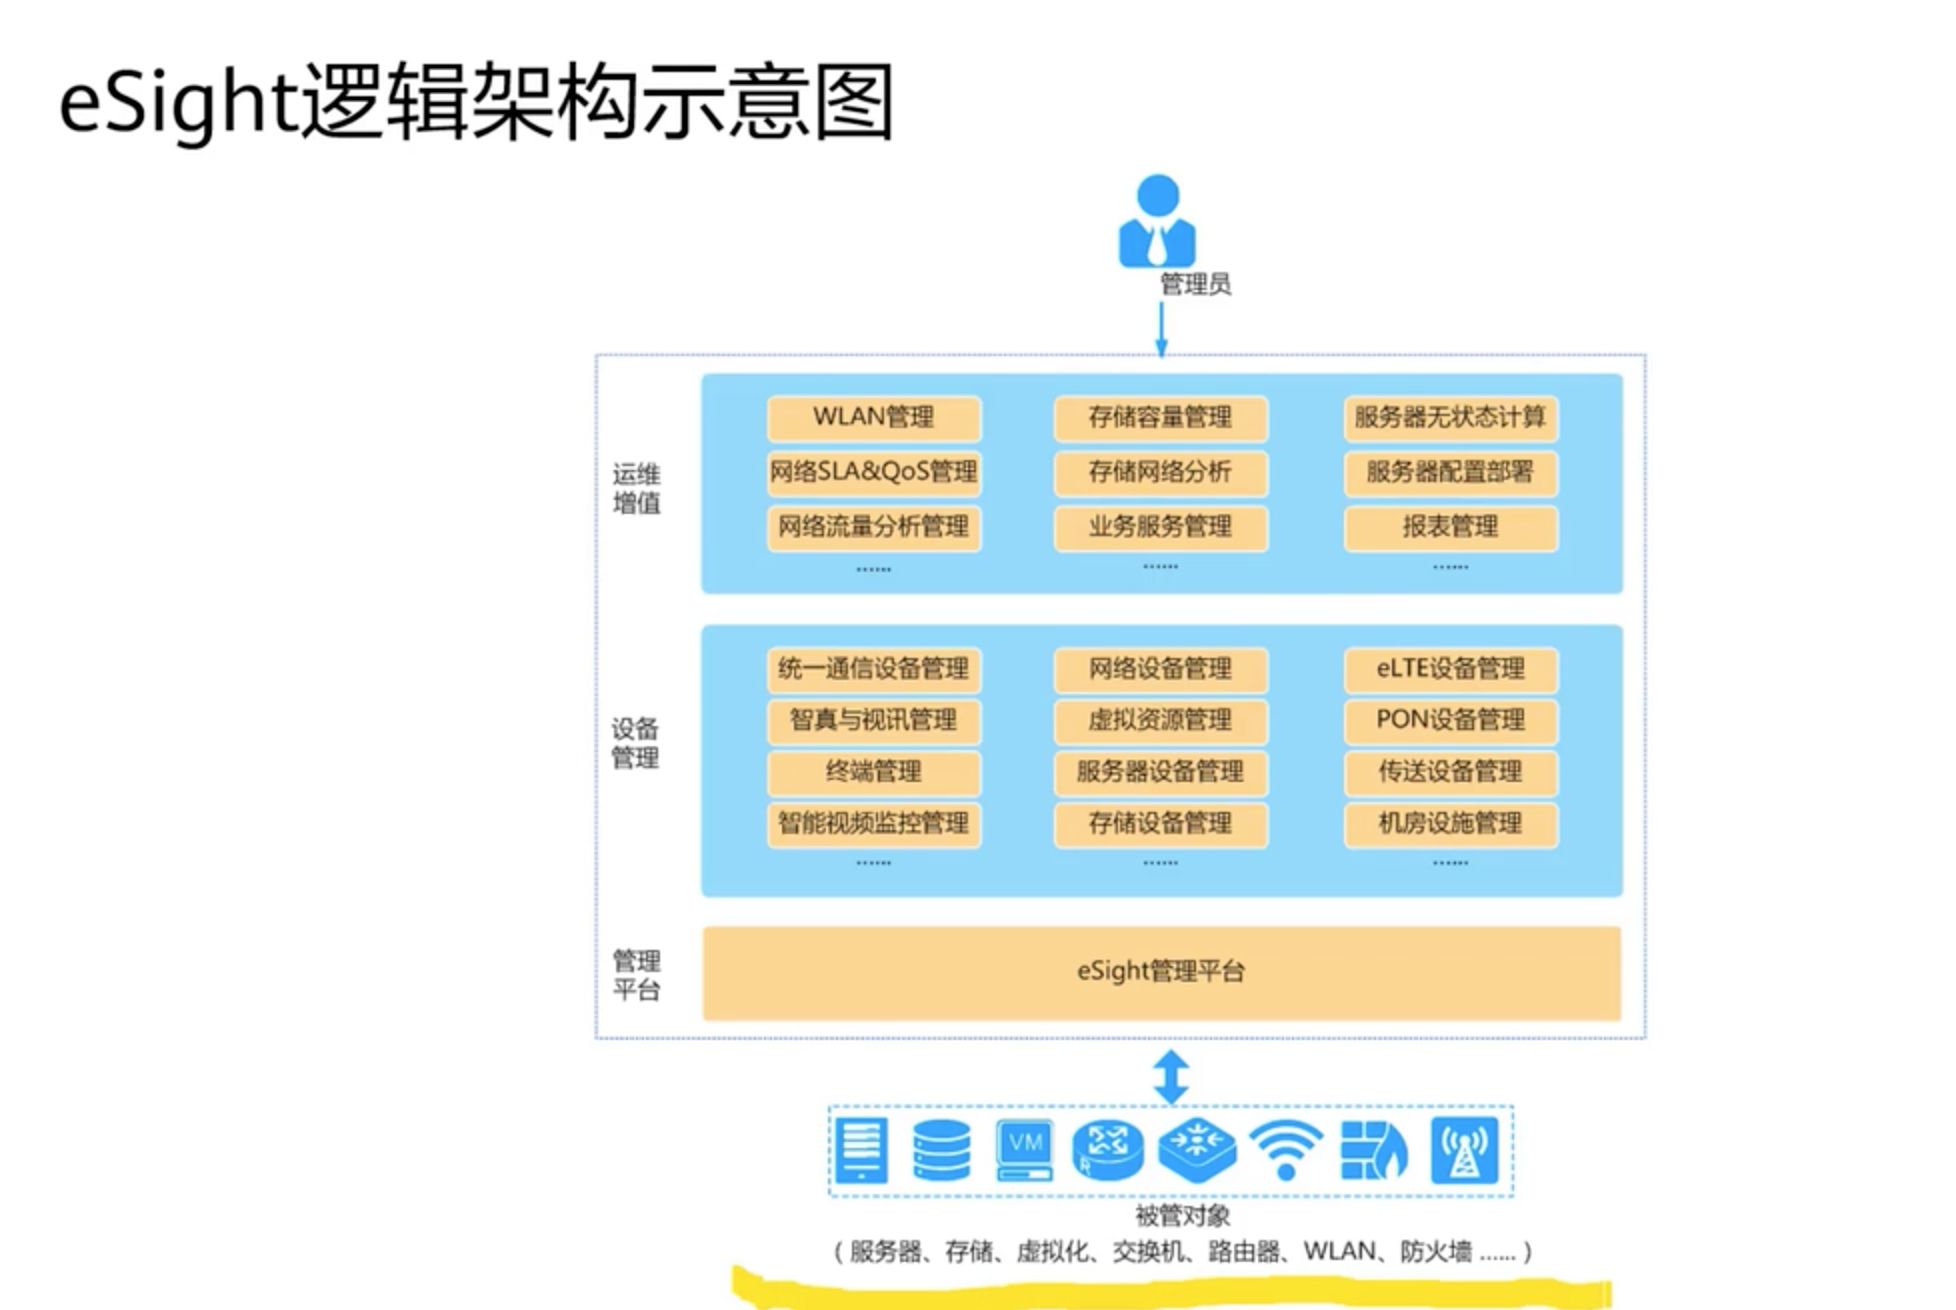 eSight逻辑架构示意图
管理员
运维
增值
WLAN管理
存储容量管理
服务器无状态计算
网络SLA&QoS管理
存储网络分析
服务器配置部署
网络流量分析管理
业务服务管理
报表管理
......
......
......
设备
管理
统一通信设备管理
网络设备管理
eLTE设备管理
智真与视讯管理
虚拟资源管理
PON设备管理
终端管理
服务器设备管理
传送设备管理
智能视频监控管理
存储设备管理
机房设施管理
......
......
......
管理
平台
eSight管理平台
VM
R
被管对象
（服务器、存储、虚拟化、交换机、路由器、WLAN、防火墙 ...... ）